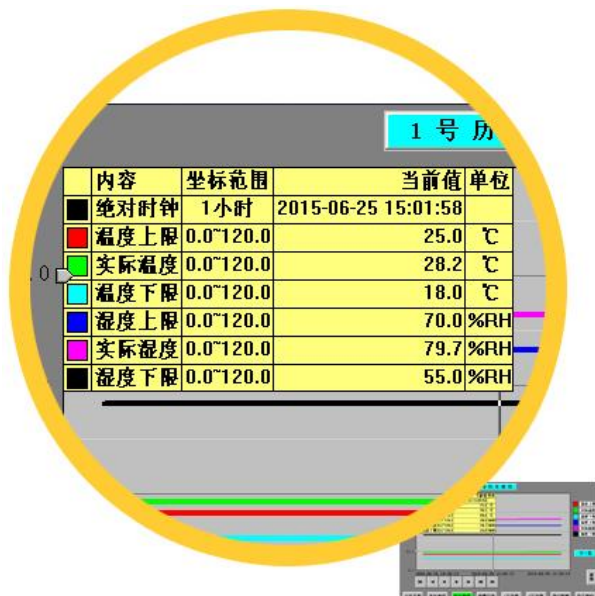 1 号 历
内容 坐标范围 当前值 单位
绝对时钟 1小时 2015-06-25 15:01:58
温度上限 0.0~120.0 25.0 ℃
实际温度 0.0~120.0 28.2 ℃
.0
温度下限 0.0~120.0 18.0 ℃
湿度上限 0.0~120.0 70.0 %RH
实际湿度 0.0~120.0 79.7 %RH
湿度下限 0.0~120.0 55.0 %RH